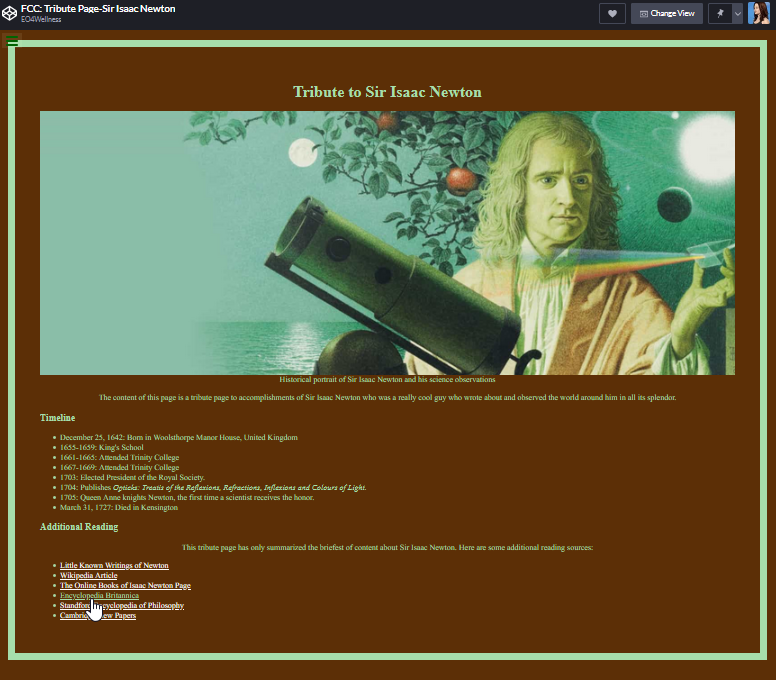 FCC: Tribute Page-Sir Isaac Newton
EO4Wellness
Change View
Tribute to Sir Isaac Newton
Historical portrait of Sir Isaac Newton and his science observations
The content of this page is a tribute page to accomplishments of Sir Isaac Newton who was a really cool guy who wrote about and observed the world around him in all its splendor.
Timeline
December 25, 1642: Born in Woolsthorpe Manor House, United Kingdom
1655-1659: King's School
1661-1665: Attended Trinity College
1667-1669: Attended Trinity College
1703: Elected President of the Royal Society.
1704: Publishes Opticks: Treatis of the Reflexions, Refractions, Inflexions and Colours of Light.
1705: Queen Anne knights Newton, the first time a scientist receives the honor.
March 31, 1727: Died in Kensington
Additional Reading
This tribute page has only summarized the briefest of content about Sir Isaac Newton. Here are some additional reading sources:
Little Known Writings of Newton
Wikipedia Article
The Online Books of Isaac Newton Page
Encyclopedia Britannica
of Philosophy
Papers